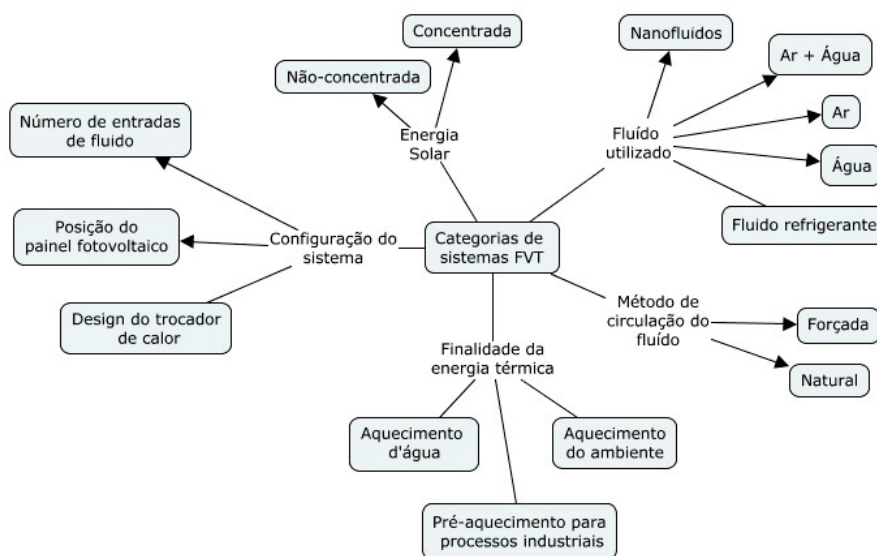 Concentrada
Nanofluidos
Ar + Água
Não-concentrada
Número de entradas
de fluido
Energia
Solar
Fluído
utilizado
Ar
Água
Posição do
painel fotovoltaico
Configuração do
sistema
Categorias de
sistemas FVT
Fluido refrigerante
Design do trocador
de calor
Método de
circulação do
fluído
Forçada
Natural
Finalidade da
energia térmica
Aquecimento
d'água
Aquecimento
do ambiente
Pré-aquecimento para
processos industriais